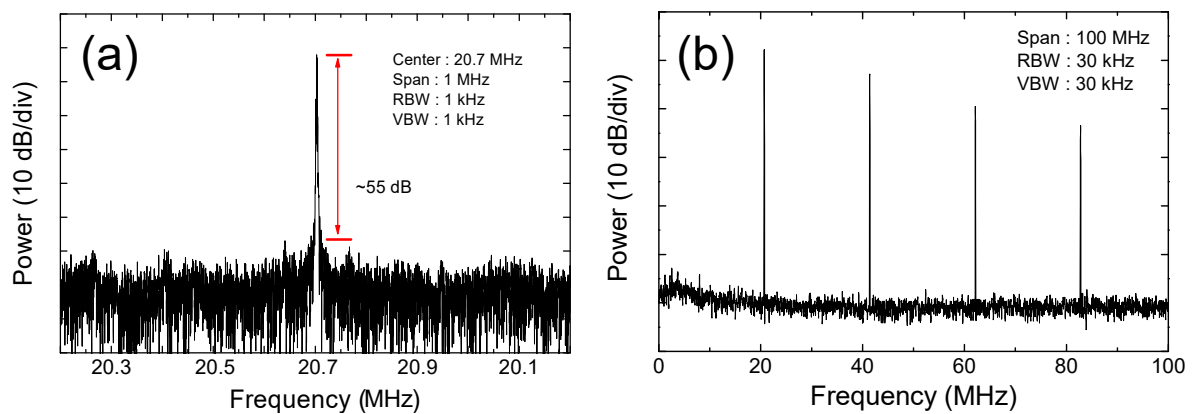 (a)
Center : 20.7 MHz
Span : 1 MHz
RBW : 1 kHz
VBW : 1 kHz
~55 dB
Power (10 dB/div)
20.3 20.5 20.7 20.9 20.1
Frequency (MHz)
(b)
Span : 100 MHz
RBW : 30 kHz
VBW : 30 kHz
Power (10 dB/div)
0 20 40 60 80 100
Frequency (MHz)